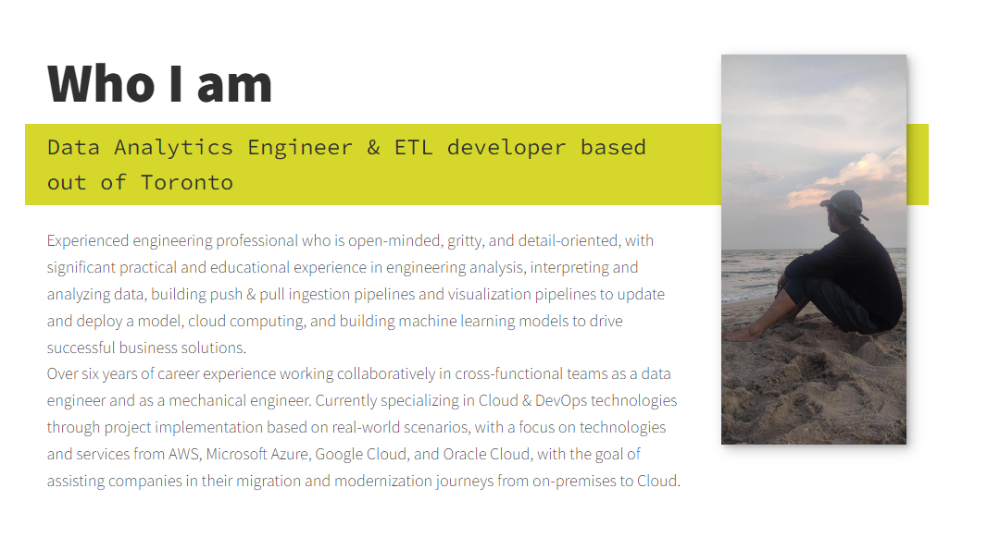 Who I am
Data Analytics Engineer & ETL developer based
out of Toronto
Experienced engineering professional who is open-minded, gritty, and detail-oriented, with
significant practical and educational experience in engineering analysis, interpreting and
analyzing data, building push & pull ingestion pipelines and visualization pipelines to update
and deploy a model, cloud computing, and building machine learning models to drive
successful business solutions.
Over six years of career experience working collaboratively in cross-functional teams as a data
engineer and as a mechanical engineer. Currently specializing in Cloud & DevOps technologies
through project implementation based on real-world scenarios, with a focus on technologies
and services from AWS, Microsoft Azure, Google Cloud, and Oracle Cloud, with the goal of
assisting companies in their migration and modernization journeys from on-premises to Cloud.